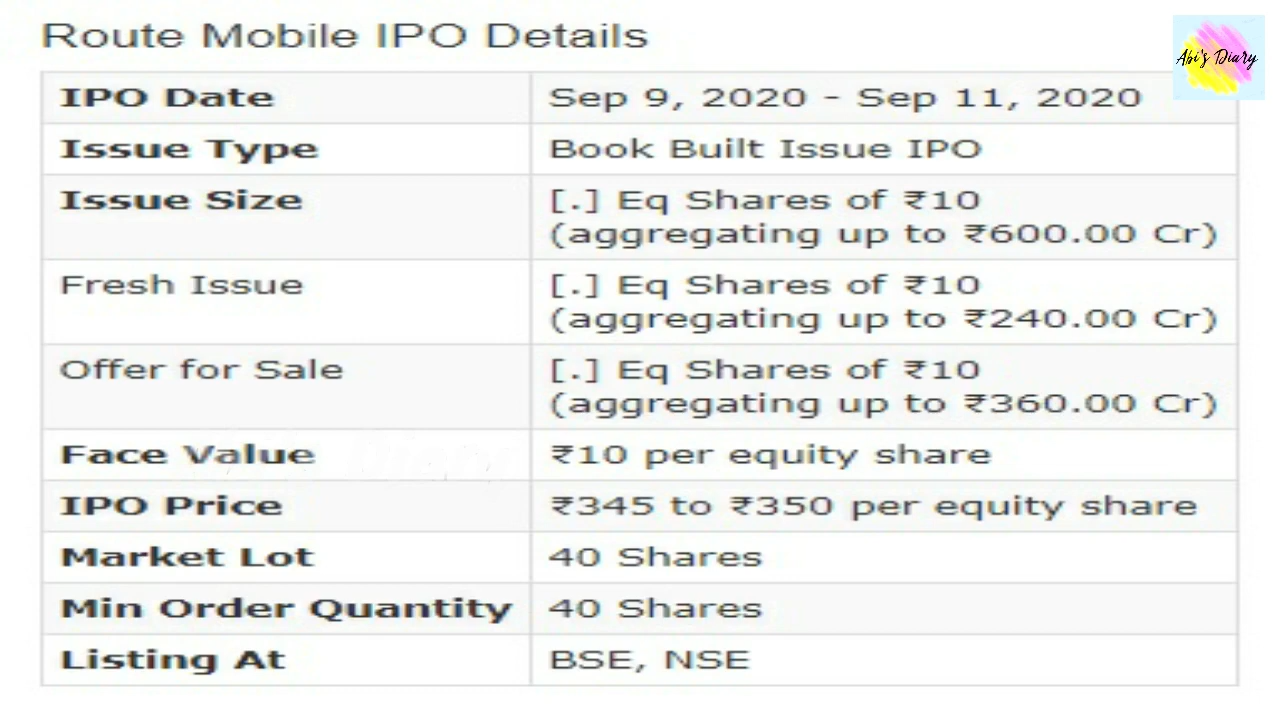 Route Mobile IPO Details
Abi's Diary
IPO Date Sep 9, 2020 - Sep 11, 2020
Issue Type Book Built Issue IPO
Issue Size [.] Eq Shares of ₹10
(aggregating up to ₹600.00 Cr)
Fresh Issue [.] Eq Shares of ₹10
(aggregating up to ₹240.00 Cr)
Offer for Sale [.] Eq Shares of ₹10
(aggregating up to ₹360.00 Cr)
Face Value ₹10 per equity share
IPO Price ₹345 to ₹350 per equity share
Market Lot 40 Shares
Min Order Quantity 40 Shares
Listing At BSE, NSE